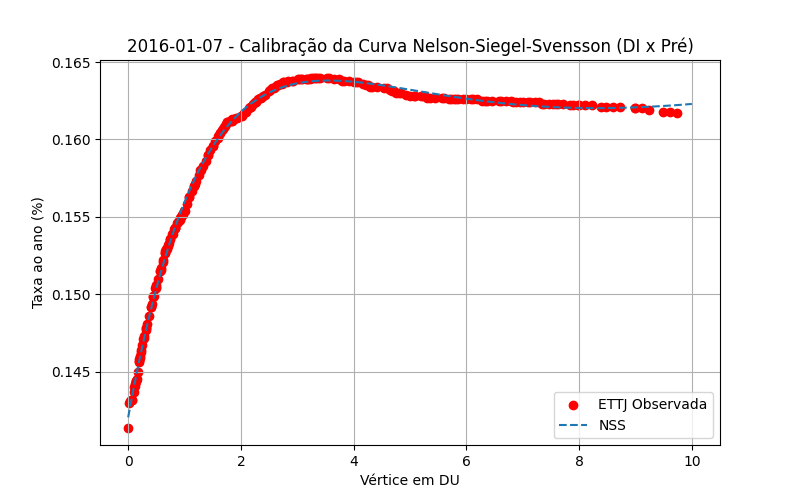 2016-01-07 - Calibração da Curva Nelson-Siegel-Svensson (DI x Pré)
Taxa ao ano (%)
0.165
0.160
0.155
0.150
0.145
ETTJ Observada
NSS
0 2 4 6 8 10
Vértice em DU